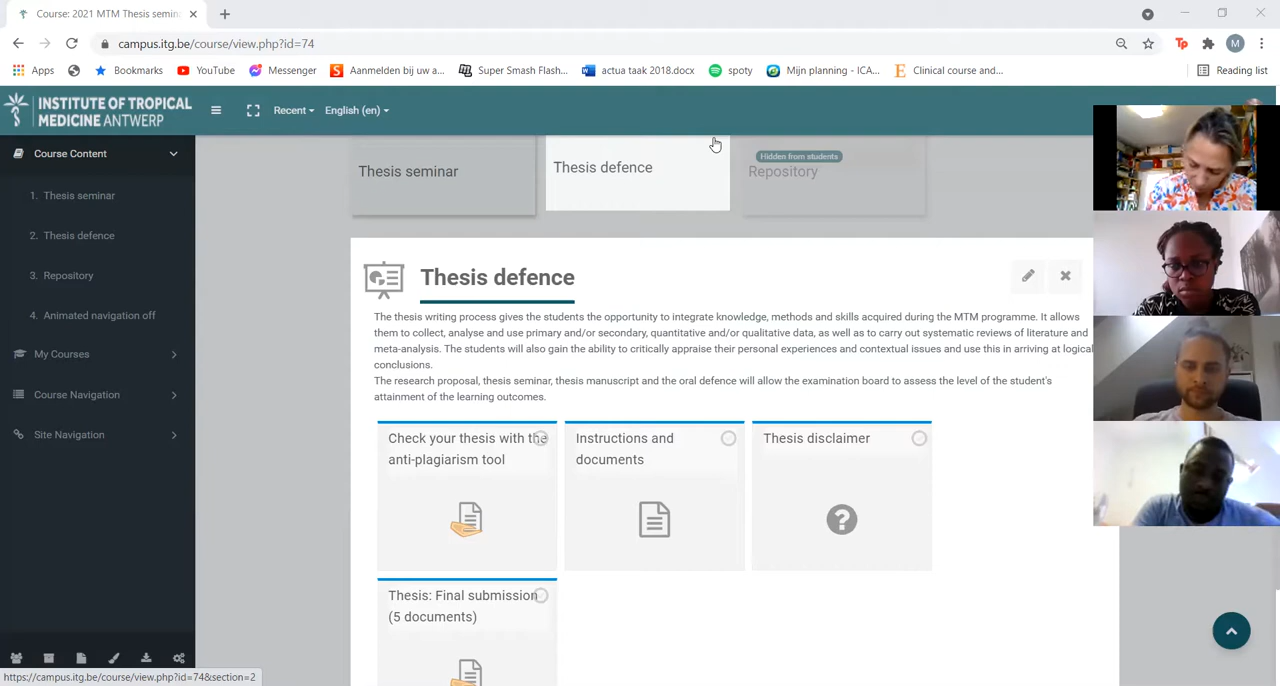 Course: 2021 MTM Thesis semin
campus.itg.be/course/view.php?id=74
Tp
M
Apps
Bookmarks
YouTube
Messenger
Aanmelden bij uw a...
Super Smash Flash...
actua taak 2018.docx
spoty
Mijn planning - ICA...
Clinical course and...
Reading list
INSTITUTE OF TROPICAL
MEDICINE ANTWERP
Recent
English (en)
Course Content
1. Thesis seminar
2. Thesis defence
3. Repository
4. Animated navigation off
My Courses
Course Navigation
Site Navigation
Thesis seminar
Thesis defence
Hidden from students
Repository
Thesis defence
The thesis writing process gives the students the opportunity to integrate knowledge, methods and skills acquired during the MTM programme. It allows
them to collect, analyse and use primary and/or secondary, quantitative and/or qualitative data, as well as to carry out systematic reviews of literature and
meta-analysis. The students will also gain the ability to critically appraise their personal experiences and contextual issues and use this in arriving at logical
conclusions.
The research proposal, thesis seminar, thesis manuscript and the oral defence will allow the examination board to assess the level of the student's
attainment of the learning outcomes.
Check your thesis with the
anti-plagiarism tool
Instructions and
documents
Thesis disclaimer
Thesis: Final submission
(5 documents)
https://campus.itg.be/course/view.php?id=74&section=2